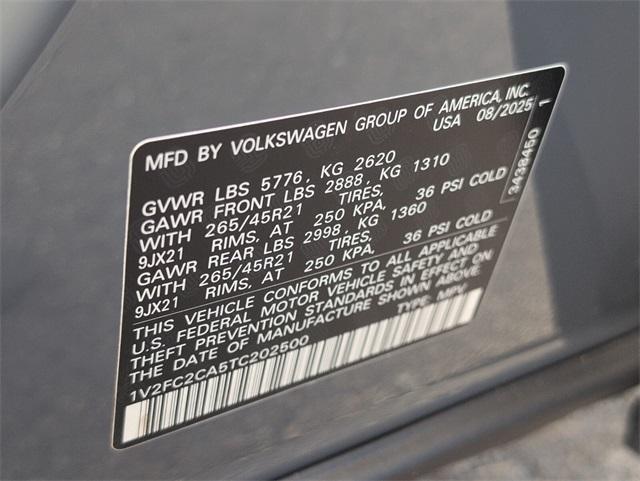 MFD BY VOLKSWAGEN GROUP OF AMERICA, INC.
USA 08/2025
GVWR LBS 5776, KG 2620
GAWR FRONT LBS 2888, KG 1310
WITH 265/45R21 TIRES,
9JX21 RIMS, AT 250 KPA, 36 PSI COLD
GAWR REAR LBS 2998, KG 1360
WITH 265/45R21 TIRES,
9JX21 RIMS, AT 250 KPA, 36 PSI COLD
THIS VEHICLE CONFORMS TO ALL APPLICABLE
U.S. FEDERAL MOTOR VEHICLE SAFETY AND
THEFT PREVENTION STANDARDS IN EFFECT ON
THE DATE OF MANUFACTURE SHOWN ABOVE.
1V2FC2CA5TC202500 TYPE: MPV
3438450 1